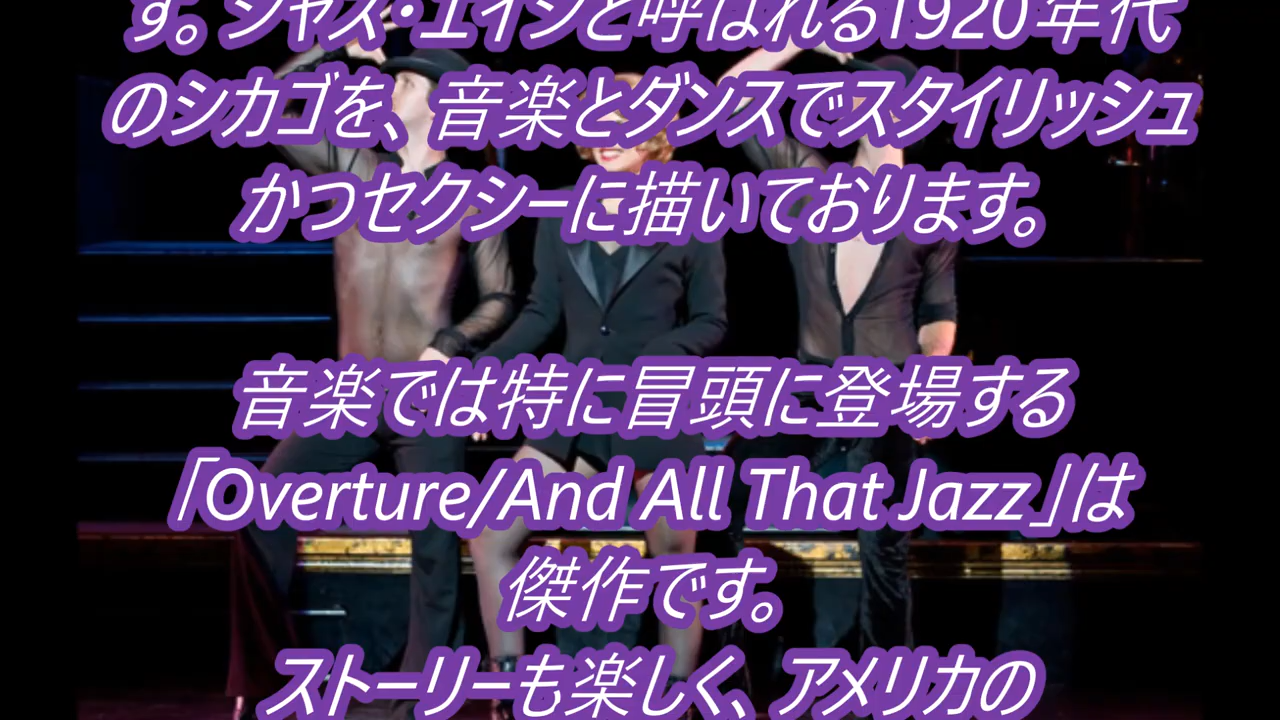 す。ジャズ・エイジと呼ばれる1920年代
のシカゴを、音楽とダンスでスタイリッシュ
かつセクシーに描いております。
音楽では特に冒頭に登場する
「Overture/And All That Jazz」は
傑作です。
ストーリーも楽しく、アメリカの